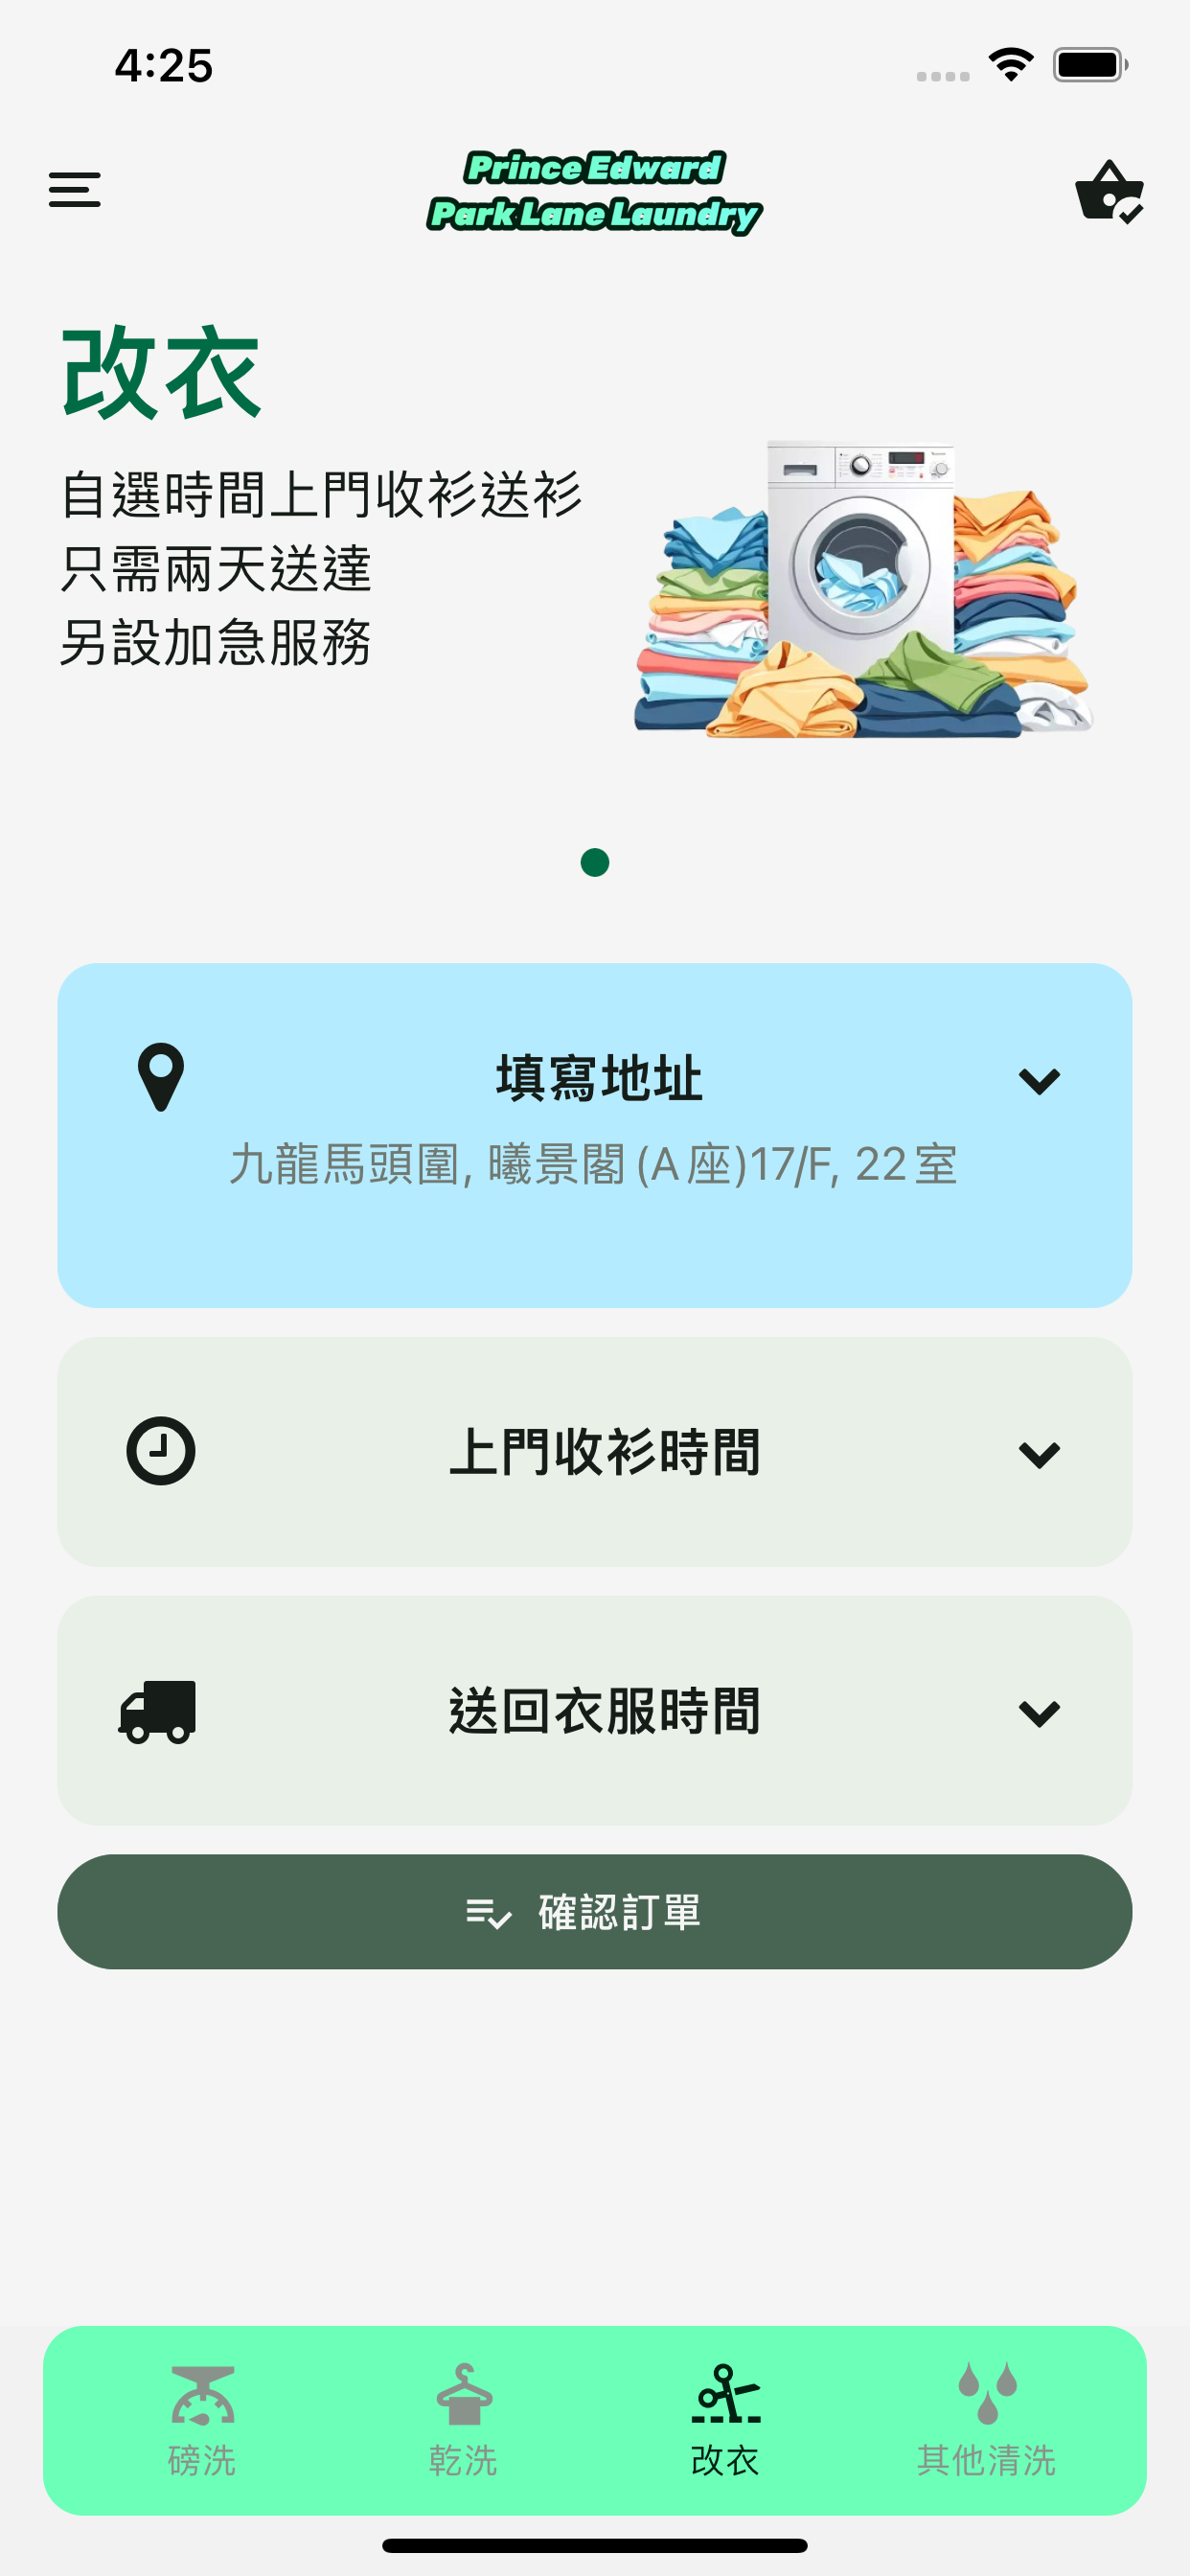 4:25
Prince Edward
Park Lane Laundry
改衣
自選時間上門收衫送衫
只需兩天送達
另設加急服務
填寫地址
九龍馬頭圍, 曦景閣 (A 座)17/F, 22 室
上門收衫時間
送回衣服時間
確認訂單
磅洗
乾洗
改衣
其他清洗